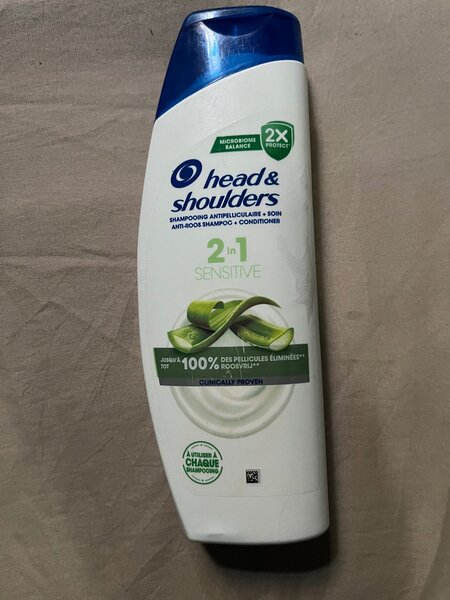 MICROBIOME
BALANCE
2X
PROTECT*
head &
shoulders
SHAMPOOING ANTIPELLICULAIRE + SOIN
ANTI-ROOS SHAMPOO + CONDITIONER
2in1
SENSITIVE
JUSQU'À
TOT
100%
DES PELLICULES ÉLIMINÉES**
ROOSVRIJ**
CLINICALLY PROVEN
À UTILISER À
CHAQUE
SHAMPOOING